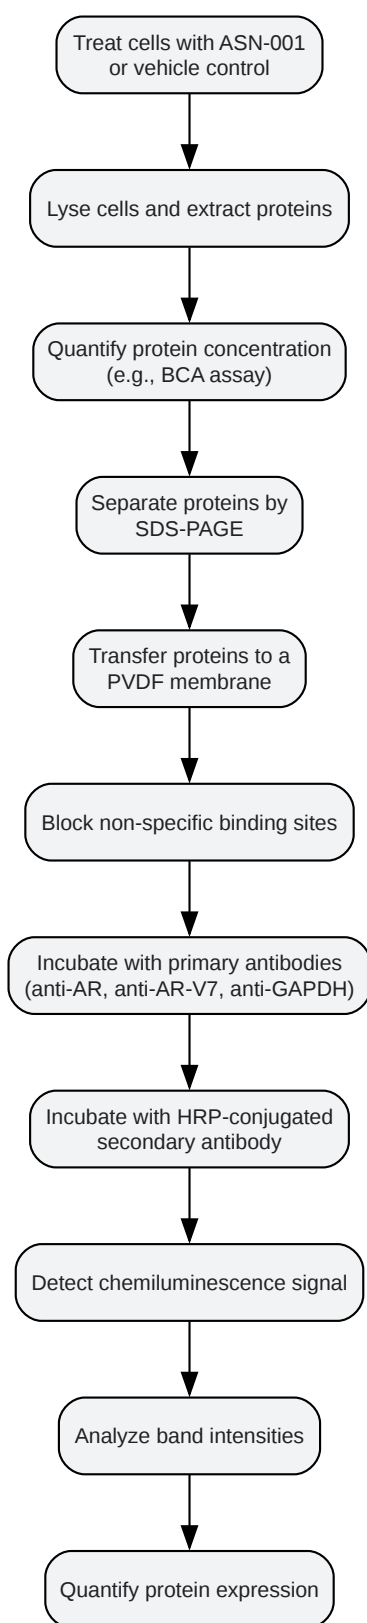 Treat cells with ASN-001
or vehicle control
Lyse cells and extract proteins
Quantify protein concentration
(e.g., BCA assay)
Separate proteins by
SDS-PAGE
Transfer proteins to a
PVDF membrane
Block non-specific binding sites
Incubate with primary antibodies
(anti-AR, anti-AR-V7, anti-GAPDH)
Incubate with HRP-conjugated
secondary antibody
Detect chemiluminescence signal
Analyze band intensities
Quantify protein expression